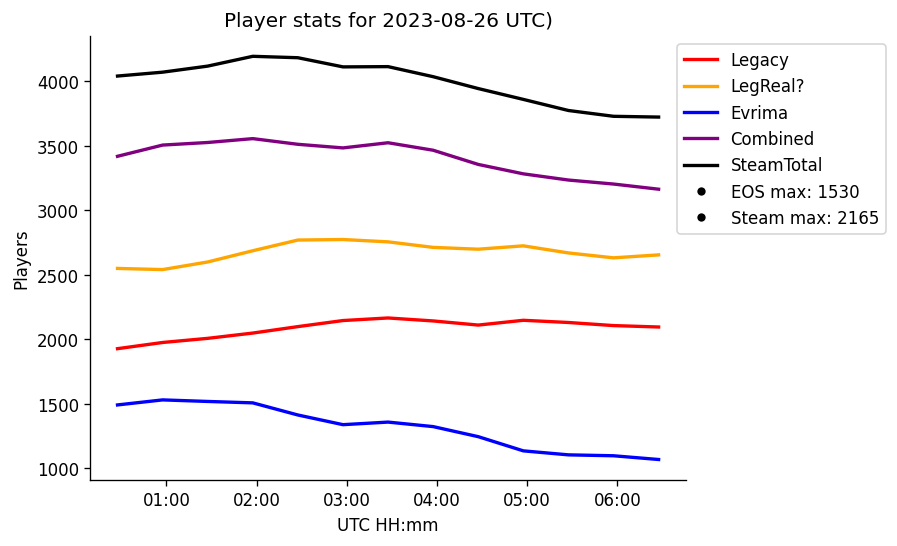 Player stats for 2023-08-26 UTC)
Legacy
LegReal?
Evrima
Combined
SteamTotal
EOS max: 1530
Steam max: 2165
Players
4000
3500
3000
2500
2000
1500
1000
01:00 02:00 03:00 04:00 05:00 06:00
UTC HH:mm